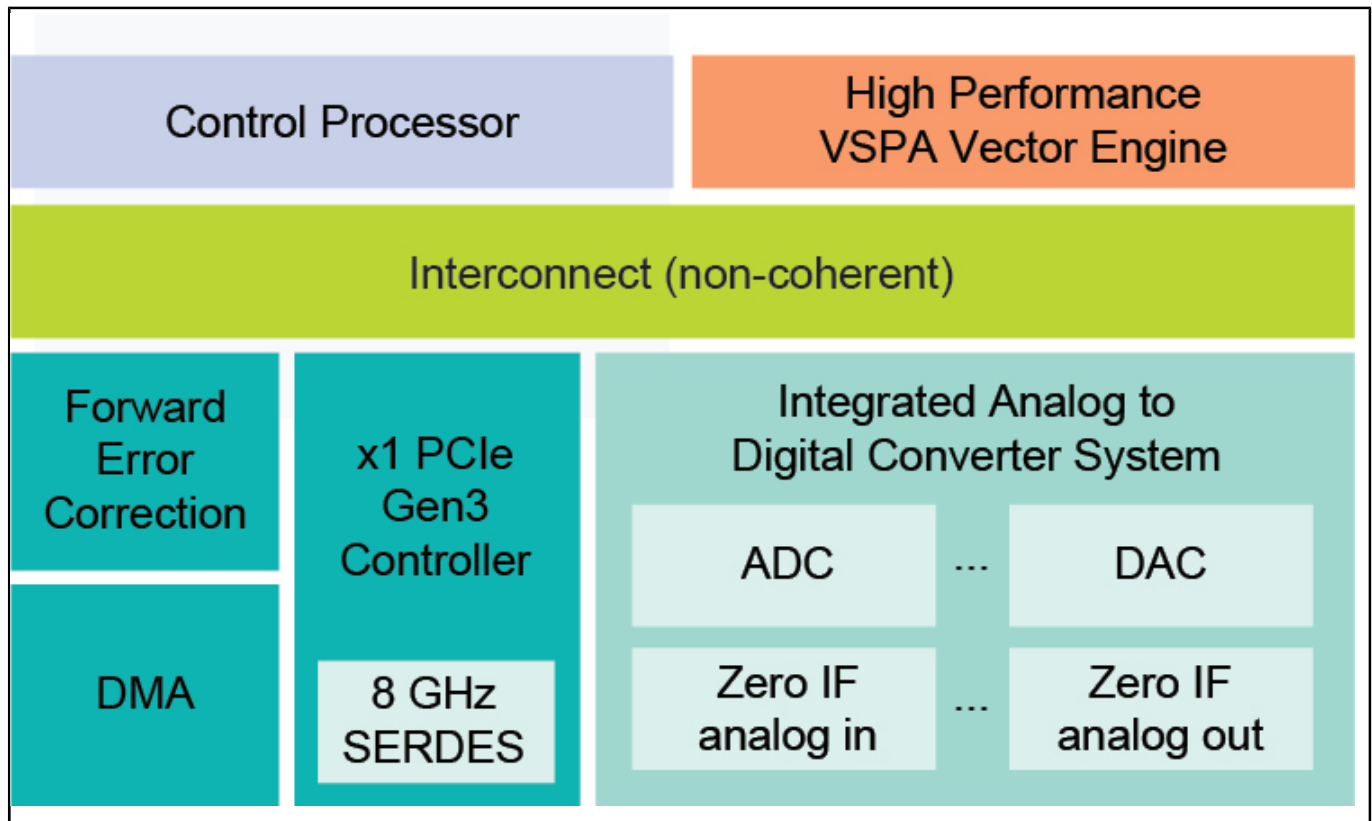 Control Processor
High Performance
VSPA Vector Engine
Interconnect (non-coherent)
Forward
Error
Correction
DMA
x1 PCIe
Gen3
Controller
8 GHz
SERDES
Integrated Analog to
Digital Converter System
ADC ... DAC
Zero IF
analog in
...
Zero IF
analog out